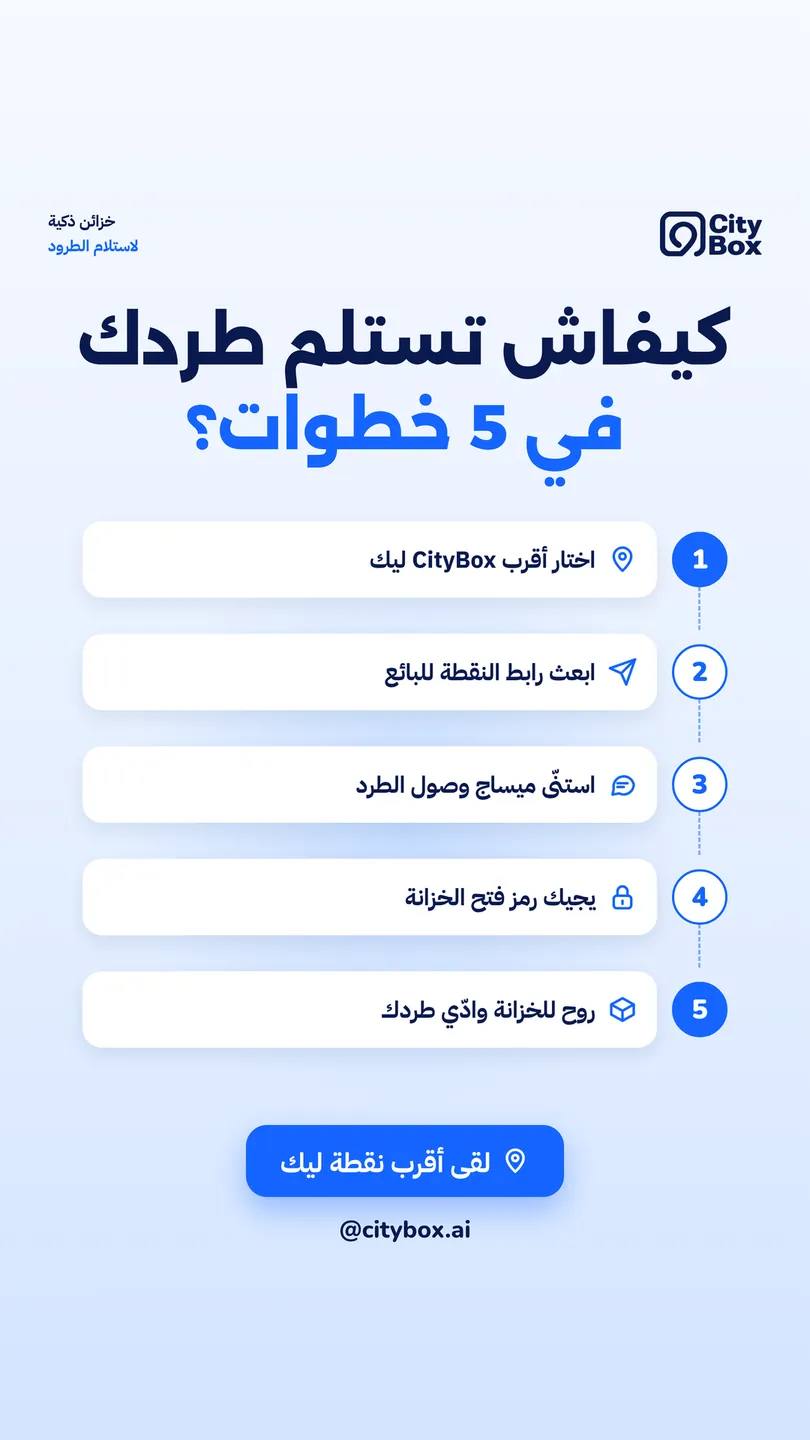 City
Box
خزائن ذكية
لاستلام الطرود
كيفاش تستلم طردك
في 5 خطوات؟
1
اختار أقرب CityBox ليك
2
ابعث رابط النقطة للبائع
3
استنّى ميساج وصول الطرد
4
يجيك رمز فتح الخزانة
5
روح للخزانة وادّي طردك
لقى أقرب نقطة ليك
@citybox.ai